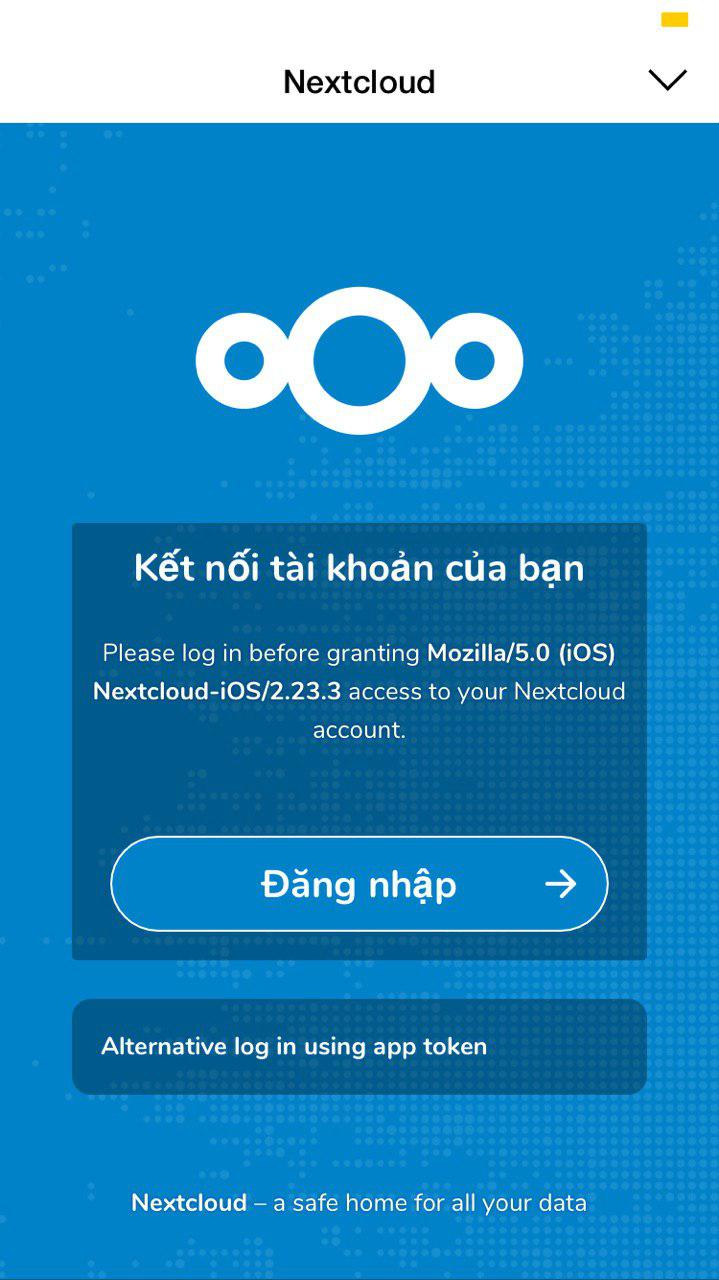 Nextcloud
Kết nối tài khoản của bạn
Please log in before granting Mozilla/5.0 (iOS)
Nextcloud-iOS/2.23.3 access to your Nextcloud
account.
Đăng nhập
Alternative log in using app token
Nextcloud – a safe home for all your data